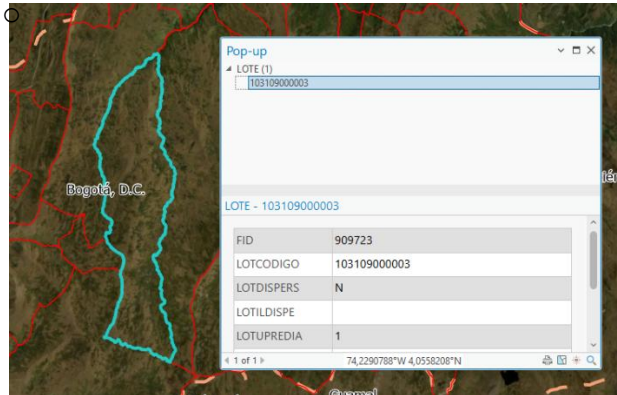 Pop-up
LOTE (1)
103109000003
Bogotá, D.C.
LOTE - 103109000003
FID 909723
LOTCODIGO 103109000003
LOTDISPERS N
LOTILDISPE
LOTUPREDIA 1
1 of 1
74,2290788°W 4,0558208°N